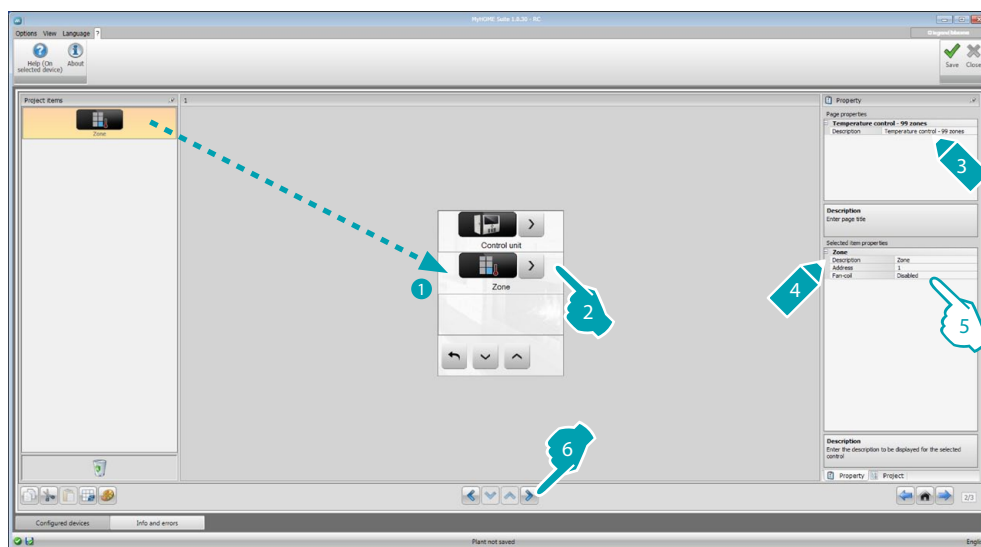 MyHOME Suite 1.0.30 - RC
Options View Language ?
Help (On selected device)
About
Save Close
Project items
Zone
1
Control unit
Zone
1
2
Property
Page properties
Temperature control - 99 zones
Description Temperature control - 99 zones
3
Description
Enter page title
Selected item properties
Zone
Description Zone
Address 1
Fan-coil Disabled
4
5
6
Description
Enter the description to be displayed for the selected
control
Property Project
2/3
Configured devices Info and errors
Plant not saved